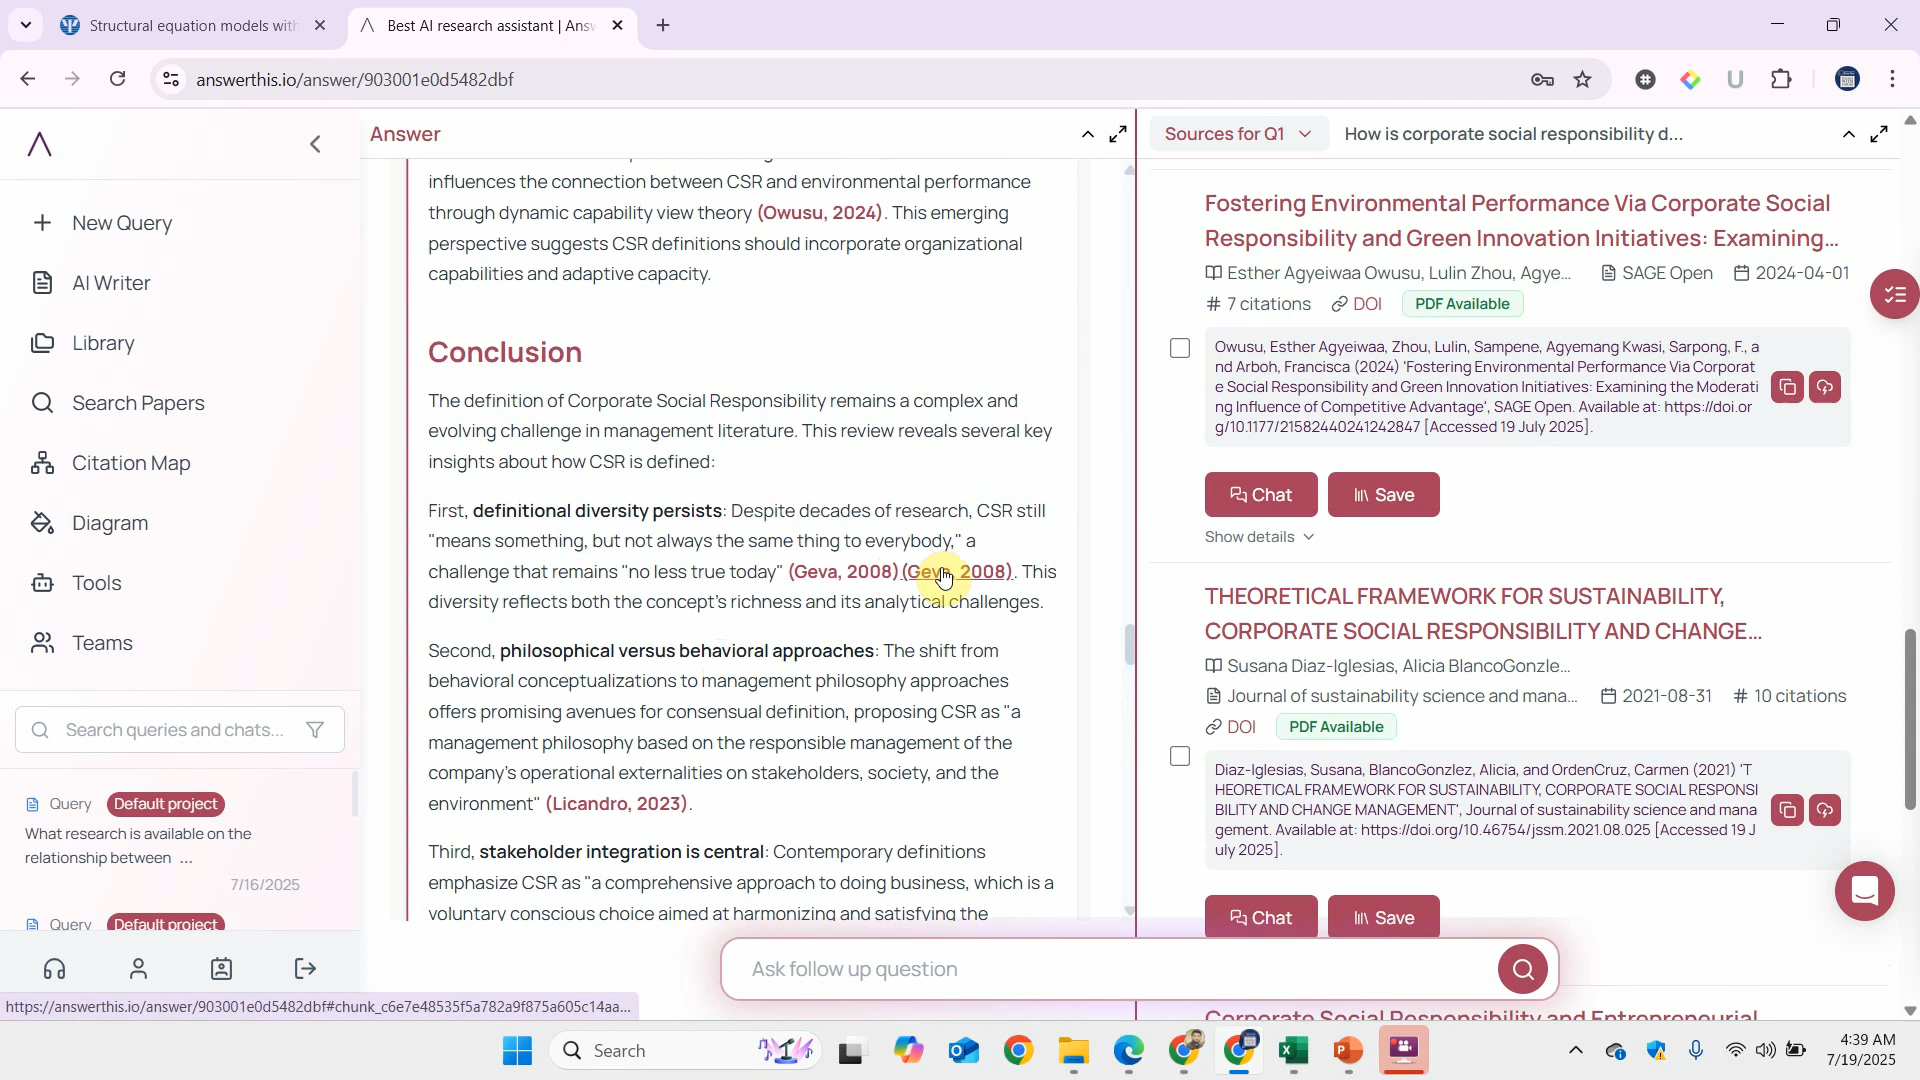 Structural equation models with
Best AI research assistant | Answ
answerthis.io/answer/903001e0d5482dbf
New Query
AI Writer
Library
Search Papers
Citation Map
Diagram
Tools
Teams
Search queries and chats...
Query Default project
What research is available on the
relationship between ...
7/16/2025
Query Default project
https://answerthis.io/answer/903001e0d5482dbf#chunk_c6e7e48535f5a782a9f875a605c14aa...
Answer
influences the connection between CSR and environmental performance
through dynamic capability view theory (Owusu, 2024). This emerging
perspective suggests CSR definitions should incorporate organizational
capabilities and adaptive capacity.
Conclusion
The definition of Corporate Social Responsibility remains a complex and
evolving challenge in management literature. This review reveals several key
insights about how CSR is defined:
First, definitional diversity persists: Despite decades of research, CSR still
"means something, but not always the same thing to everybody," a
challenge that remains "no less true today" (Geva, 2008)(Geva, 2008). This
diversity reflects both the concept's richness and its analytical challenges.
Second, philosophical versus behavioral approaches: The shift from
behavioral conceptualizations to management philosophy approaches
offers promising avenues for consensual definition, proposing CSR as "a
management philosophy based on the responsible management of the
company's operational externalities on stakeholders, society, and the
environment" (Licandro, 2023).
Third, stakeholder integration is central: Contemporary definitions
emphasize CSR as "a comprehensive approach to doing business, which is a
voluntary conscious choice aimed at harmonizing and satisfying the
Ask follow up question
Sources for Q1 How is corporate social responsibility d...
Fostering Environmental Performance Via Corporate Social
Responsibility and Green Innovation Initiatives: Examining...
Esther Agyeiwaa Owusu, Lulin Zhou, Agye... SAGE Open 2024-04-01
# 7 citations DOI PDF Available
Owusu, Esther Agyeiwaa, Zhou, Lulin, Sampene, Agyemang Kwasi, Sarpong, F., a
nd Arboh, Francisca (2024) 'Fostering Environmental Performance Via Corporat
e Social Responsibility and Green Innovation Initiatives: Examining the Moderati
ng Influence of Competitive Advantage', SAGE Open. Available at: https://doi.or
g/10.1177/21582440241242847 [Accessed 19 July 2025].
Chat Save
Show details
THEORETICAL FRAMEWORK FOR SUSTAINABILITY,
CORPORATE SOCIAL RESPONSIBILITY AND CHANGE...
Susana Diaz-Iglesias, Alicia BlancoGonzle...
Journal of sustainability science and mana... 2021-08-31 # 10 citations
DOI PDF Available
Diaz-Iglesias, Susana, BlancoGonzlez, Alicia, and OrdenCruz, Carmen (2021) 'T
HEORETICAL FRAMEWORK FOR SUSTAINABILITY, CORPORATE SOCIAL RESPONSI
BILITY AND CHANGE MANAGEMENT', Journal of sustainability science and mana
gement. Available at: https://doi.org/10.46754/jssm.2021.08.025 [Accessed 19 J
uly 2025].
Chat Save
Corporate Social Responsibility and Entrepreneurial
Search
4:39 AM
7/19/2025